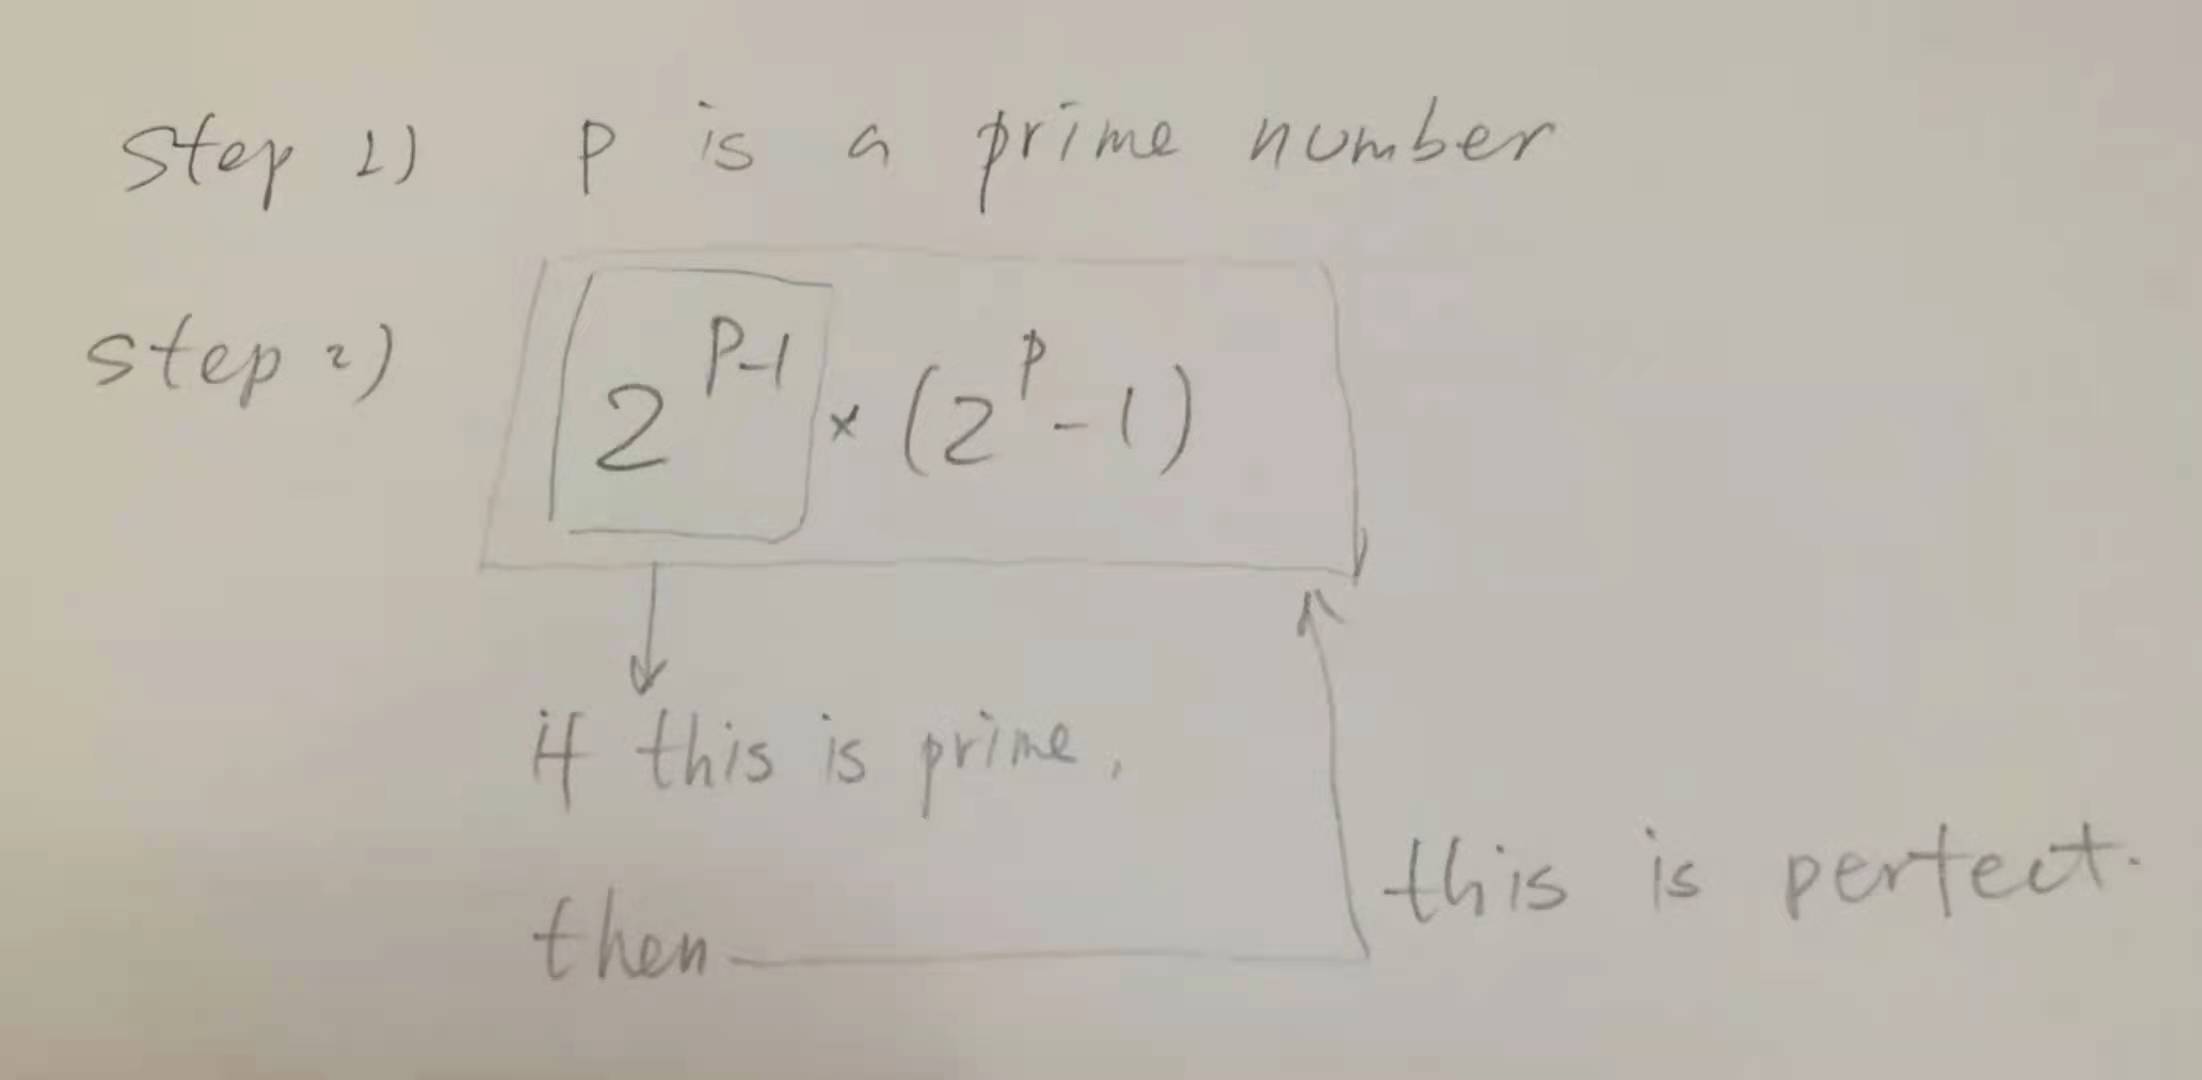 step 1) p is a prime number
step 2) 2^{p-1} × (2^p - 1)
if this is prime,
then
this is perfect.